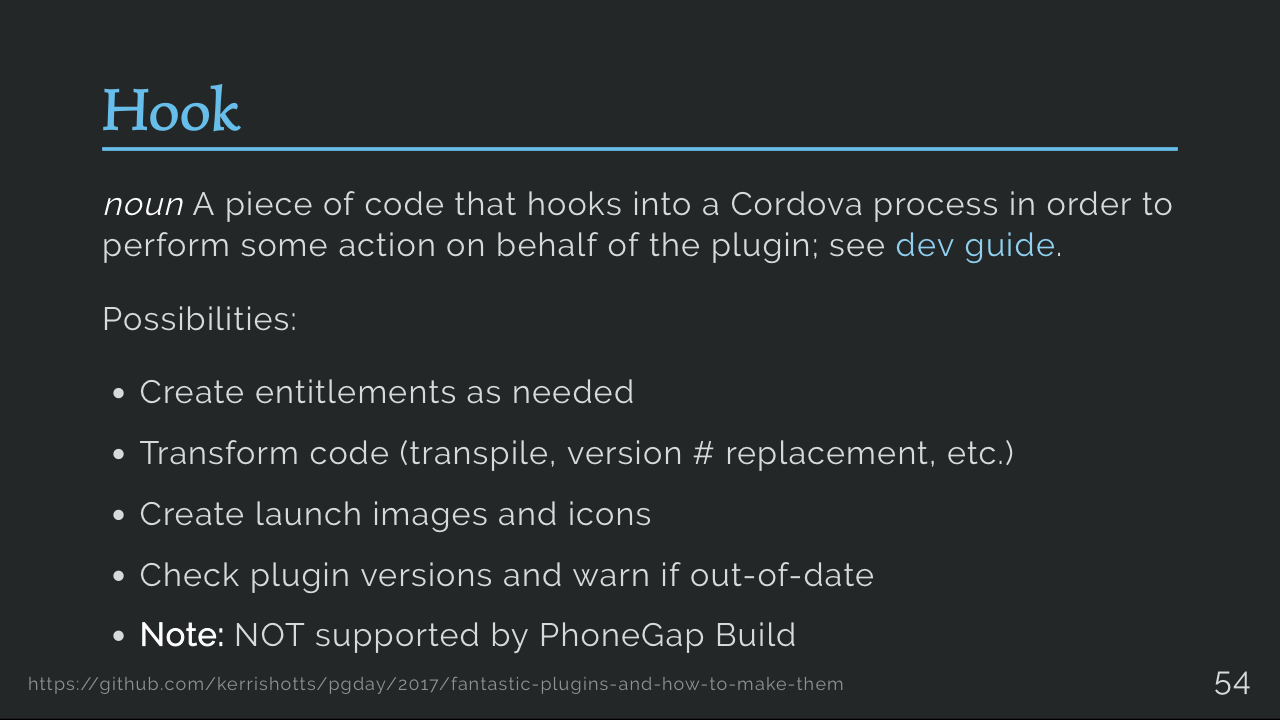 Hook
noun A piece of code that hooks into a Cordova process in order to
perform some action on behalf of the plugin; see dev guide.
Possibilities:
• Create entitlements as needed
• Transform code (transpile, version # replacement, etc.)
• Create launch images and icons
• Check plugin versions and warn if out-of-date
• Note: NOT supported by PhoneGap Build
https://github.com/kerrishotts/pgday/2017/fantastic-plugins-and-how-to-make-them
54